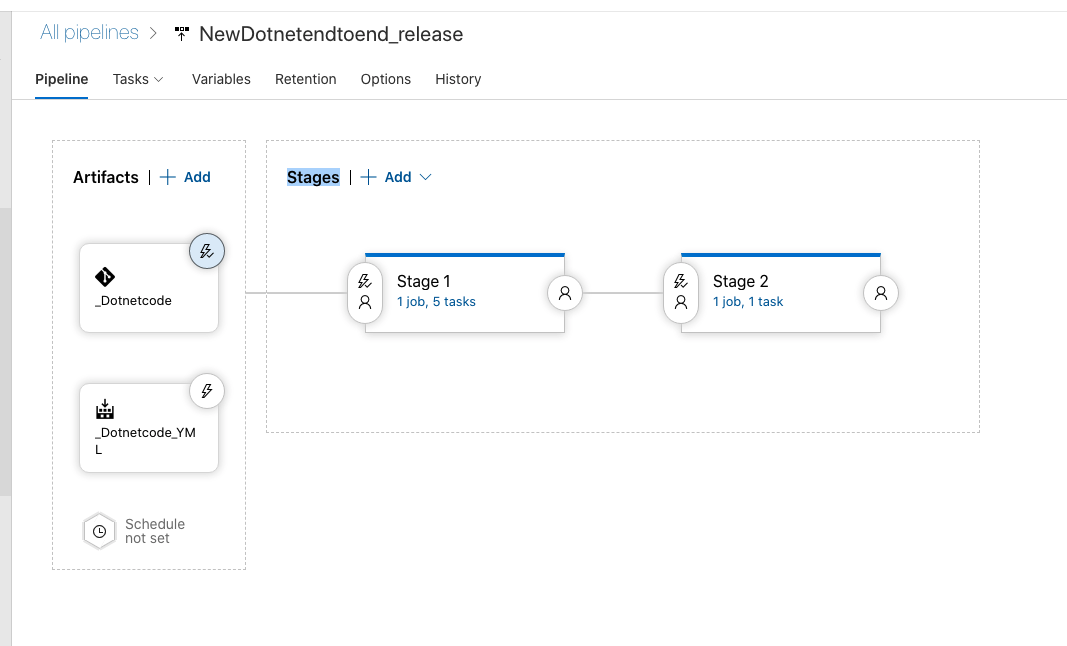 All pipelines > NewDotnetendtoend_release
Pipeline Tasks Variables Retention Options History
Artifacts | + Add
Stages | + Add
_Dotnetcode
Stage 1
1 job, 5 tasks
Stage 2
1 job, 1 task
_Dotnetcode_YM
L
Schedule
not set